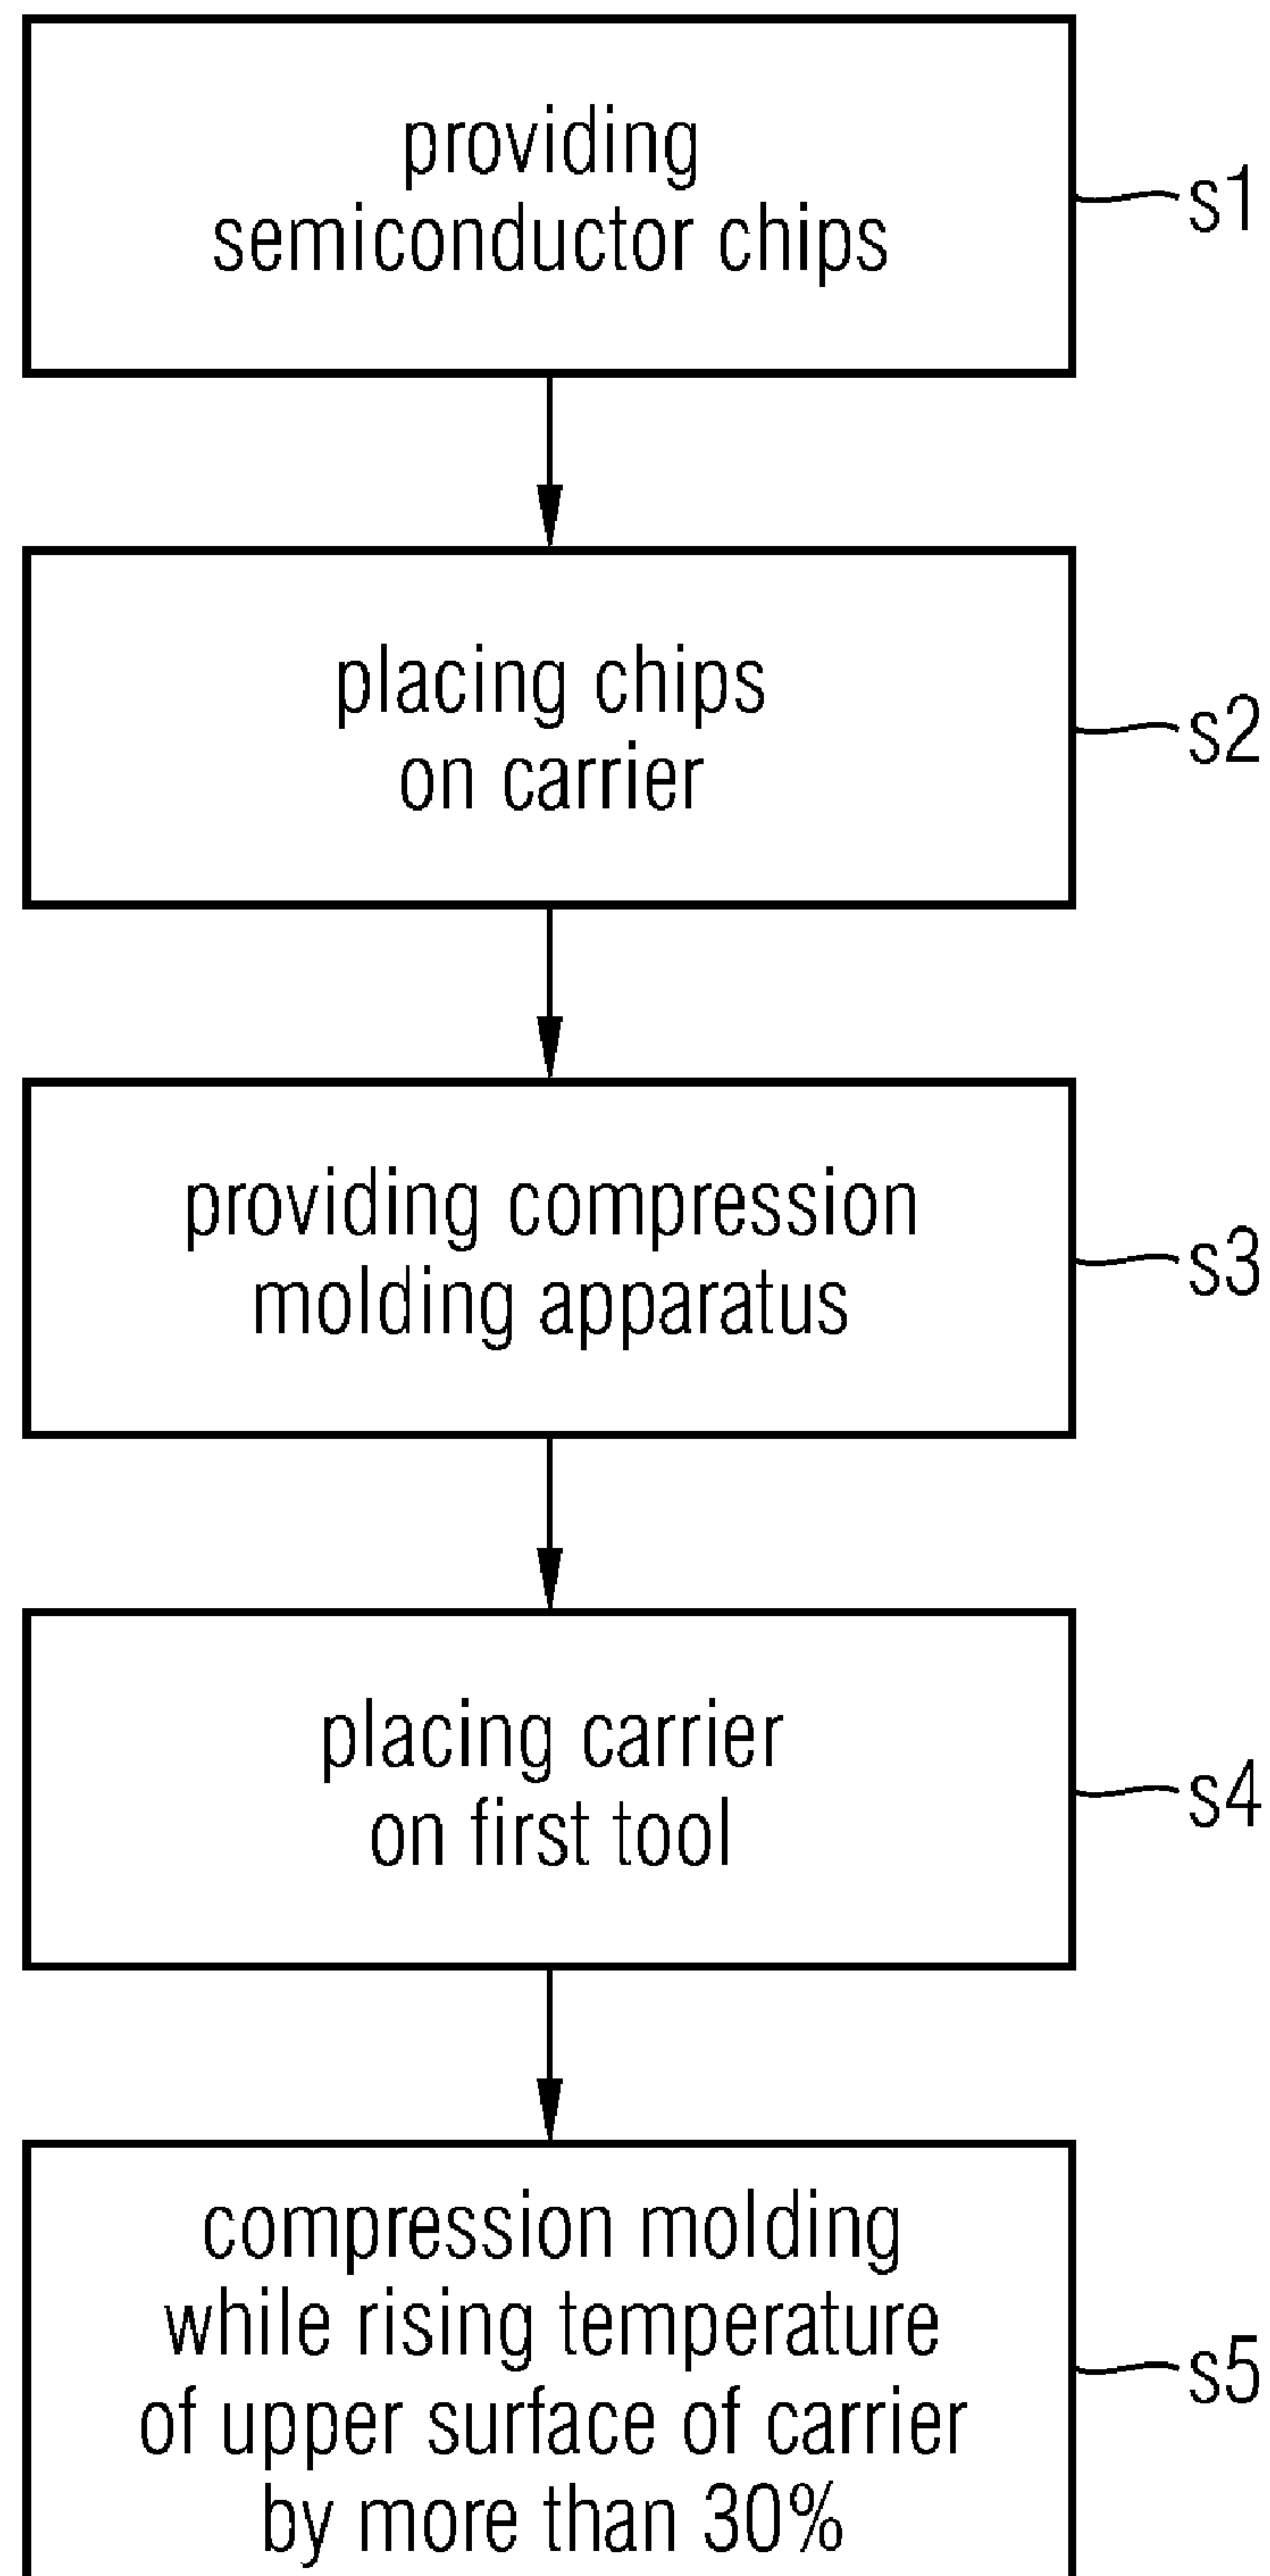 providing
semiconductor chips
s1
placing chips
on carrier
s2
providing compression
molding apparatus
s3
placing carrier
on first tool
s4
compression molding
while rising temperature
of upper surface of carrier
by more than 30%
s5